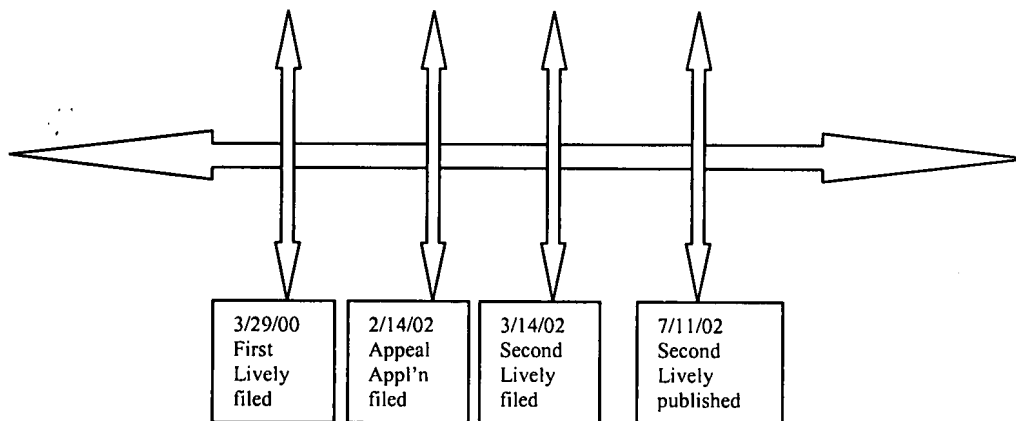 3/29/00
First
Lively
filed
2/14/02
Appeal
Appl'n
filed
3/14/02
Second
Lively
filed
7/11/02
Second
Lively
published